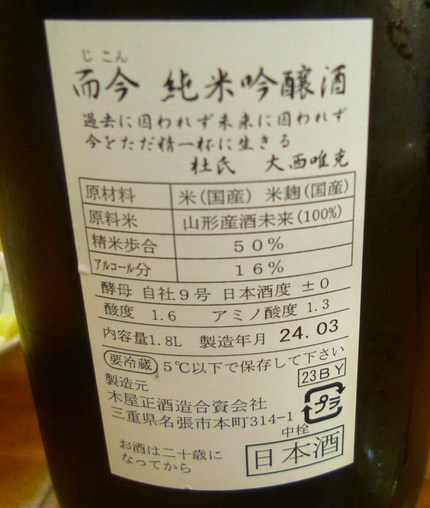 じこん
而今 純米吟醸酒
過去に囚われず未来に囚われず
今をただ精一杯に生きる
杜氏 大西唯克
原材料 米(国産) 米麹(国産)
原料米 山形産酒未来(100%)
精米歩合 50%
アルコール分 16%
酵母 自社9号 日本酒度 ±0
酸度 1.6 アミノ酸度 1.3
内容量1.8L 製造年月 24.03
要冷蔵 5℃以下で保存して下さい
23BY
製造元
木屋正酒造合資会社
三重県名張市本町314-1
プラ
中栓
お酒は二十歳に
なってから
日本酒